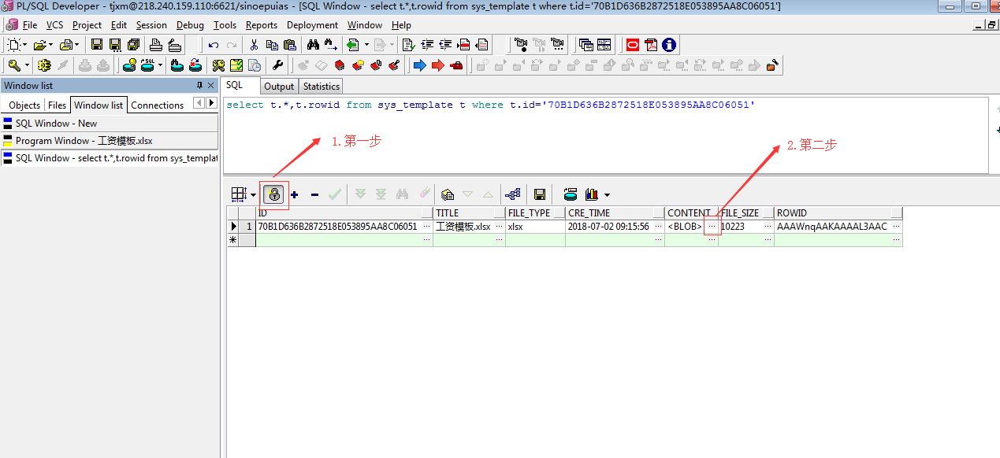 PL/SQL Developer - tjxm@218.240.159.110:6621/sinoepuias - [SQL Window - select t.*,t.rowid from sys_template t where t.id='70B1D636B2872518E053895AA8C06051']
File VCS Project Edit Session Debug Tools Reports Deployment Window Help
Window list
Objects Files Window list Connections
SQL Window - New
Program Window - 工资模板.xlsx
SQL Window - select t.*,t.rowid from sys_templat
SQL Output Statistics
select t.*,t.rowid from sys_template t where t.id='70B1D636B2872518E053895AA8C06051'
1.第一步
2.第二步
ID TITLE FILE_TYPE CRE_TIME CONTENT FILE_SIZE ROWID
1 70B1D636B2872518E053895AA8C06051 ... 工资模板.xlsx ... xlsx 2018-07-02 09:15:56 ... <BLOB> ... 10223 ... AAAWnqAAKAAAAL3AAC ...